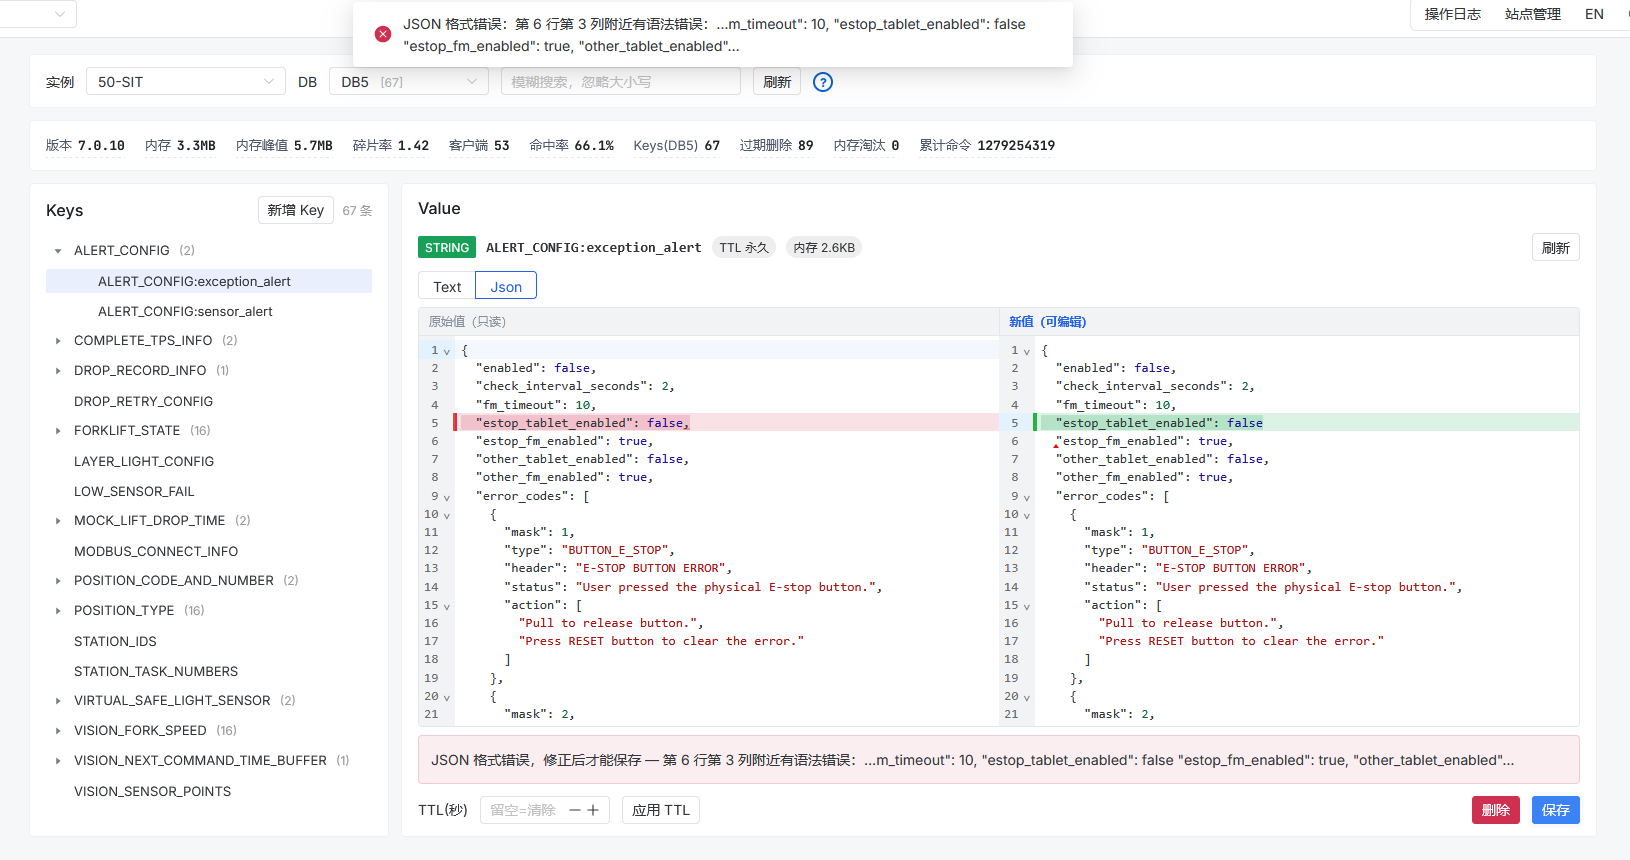 JSON 格式错误：第 6 行第 3 列附近有语法错误：...m_timeout": 10, "estop_tablet_enabled": false
"estop_fm_enabled": true, "other_tablet_enabled"...
操作日志 站点管理 EN
实例 50-SIT DB DB5 [67] 模糊搜索，忽略大小写 刷新 ?
版本 7.0.10 内存 3.3MB 内存峰值 5.7MB 碎片率 1.42 客户端 53 命中率 66.1% Keys(DB5) 67 过期删除 89 内存淘汰 0 累计命令 1279254319
Keys 新增 Key 67 条
ALERT_CONFIG (2)
ALERT_CONFIG:exception_alert
ALERT_CONFIG:sensor_alert
COMPLETE_TPS_INFO (2)
DROP_RECORD_INFO (1)
DROP_RETRY_CONFIG
FORKLIFT_STATE (16)
LAYER_LIGHT_CONFIG
LOW_SENSOR_FAIL
MOCK_LIFT_DROP_TIME (2)
MODBUS_CONNECT_INFO
POSITION_CODE_AND_NUMBER (2)
POSITION_TYPE (16)
STATION_IDS
STATION_TASK_NUMBERS
VIRTUAL_SAFE_LIGHT_SENSOR (2)
VISION_FORK_SPEED (16)
VISION_NEXT_COMMAND_TIME_BUFFER (1)
VISION_SENSOR_POINTS
Value
STRING ALERT_CONFIG:exception_alert TTL 永久 内存 2.6KB 刷新
Text Json
原始值（只读）
1 {
2 "enabled": false,
3 "check_interval_seconds": 2,
4 "fm_timeout": 10,
5 "estop_tablet_enabled": false,
6 "estop_fm_enabled": true,
7 "other_tablet_enabled": false,
8 "other_fm_enabled": true,
9 "error_codes": [
10 {
11 "mask": 1,
12 "type": "BUTTON_E_STOP",
13 "header": "E-STOP BUTTON ERROR",
14 "status": "User pressed the physical E-stop button.",
15 "action": [
16 "Pull to release button.",
17 "Press RESET button to clear the error."
18 ]
19 },
20 {
21 "mask": 2,
新值（可编辑）
1 {
2 "enabled": false,
3 "check_interval_seconds": 2,
4 "fm_timeout": 10,
5 "estop_tablet_enabled": false
6 "estop_fm_enabled": true,
7 "other_tablet_enabled": false,
8 "other_fm_enabled": true,
9 "error_codes": [
10 {
11 "mask": 1,
12 "type": "BUTTON_E_STOP",
13 "header": "E-STOP BUTTON ERROR",
14 "status": "User pressed the physical E-stop button.",
15 "action": [
16 "Pull to release button.",
17 "Press RESET button to clear the error."
18 ]
19 },
20 {
21 "mask": 2,
JSON 格式错误，修正后才能保存 — 第 6 行第 3 列附近有语法错误：...m_timeout": 10, "estop_tablet_enabled": false "estop_fm_enabled": true, "other_tablet_enabled"...
TTL(秒) 留空=清除 应用 TTL 删除 保存